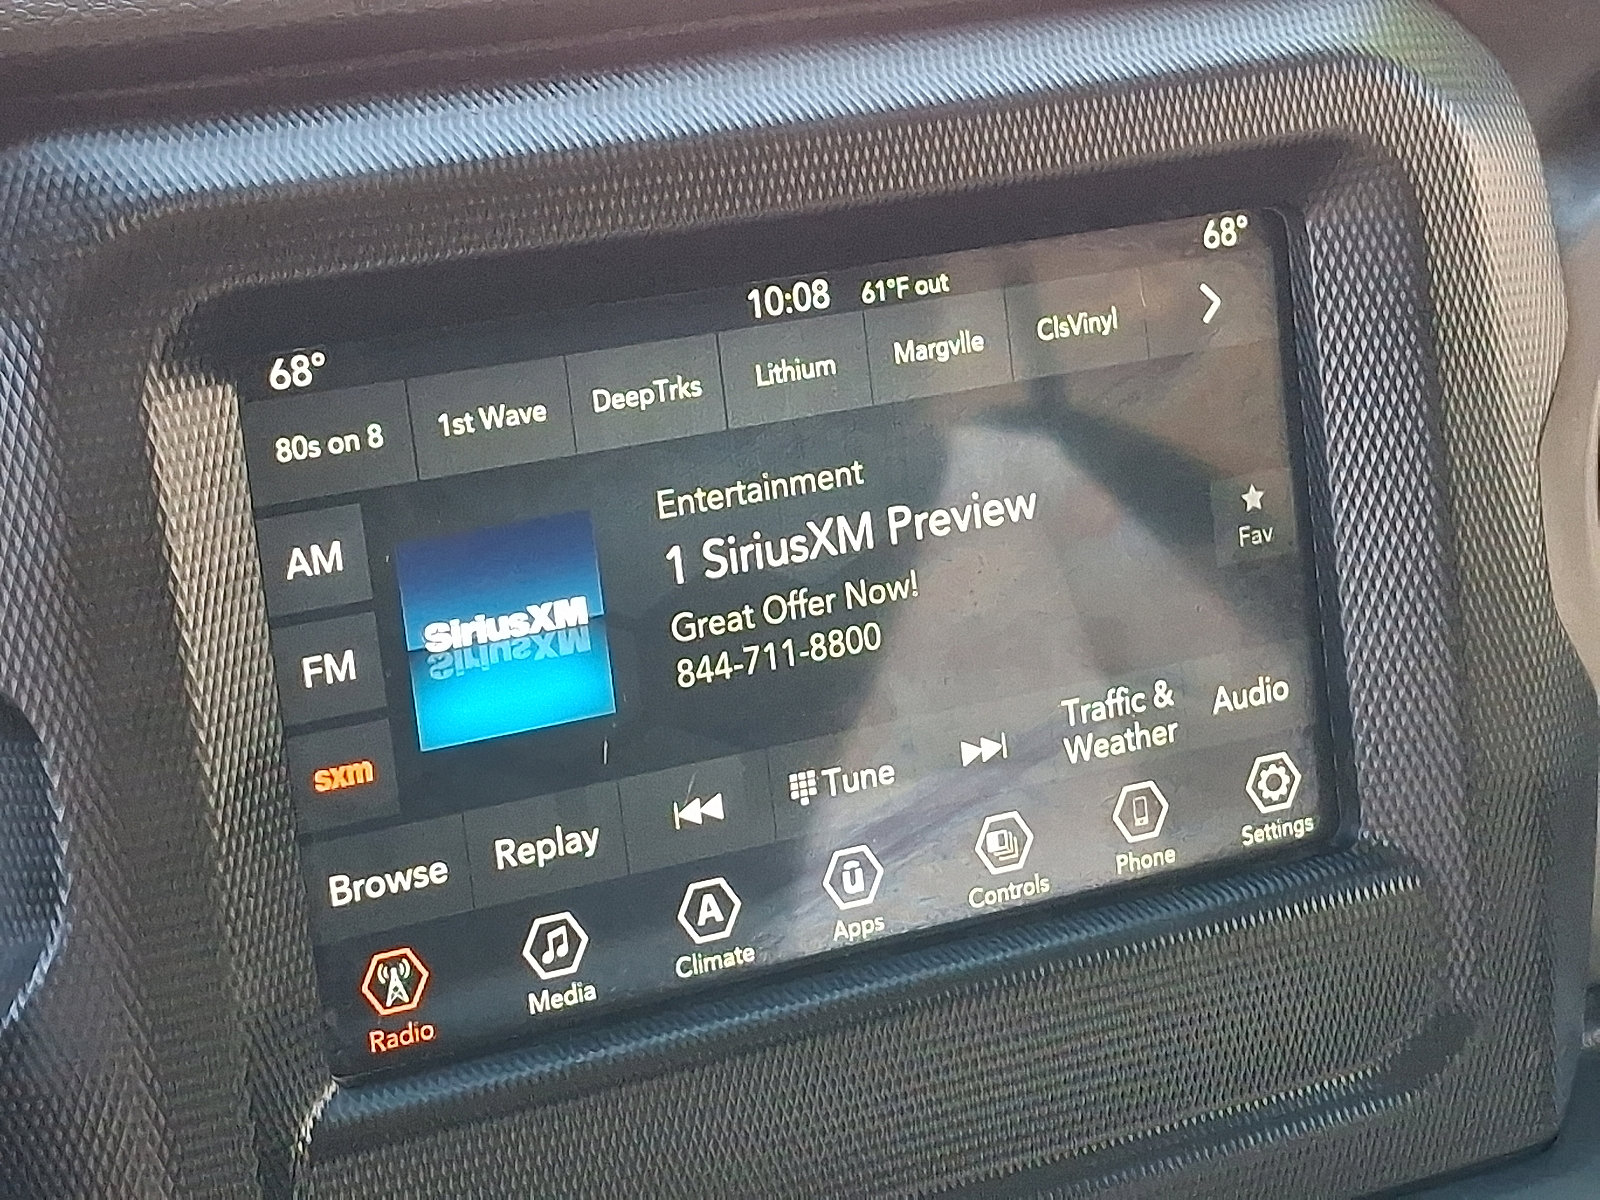 68°
10:08 61°F out
68°
80s on 8 1st Wave DeepTrks Lithium Margvlle ClsVinyl
AM
FM
sxm
SiriusXM
Entertainment
1 SiriusXM Preview
Great Offer Now!
844-711-8800
Fav
Browse Replay Tune
Traffic &
Weather
Audio
Radio Media Climate Apps Controls Phone Settings
A
ū